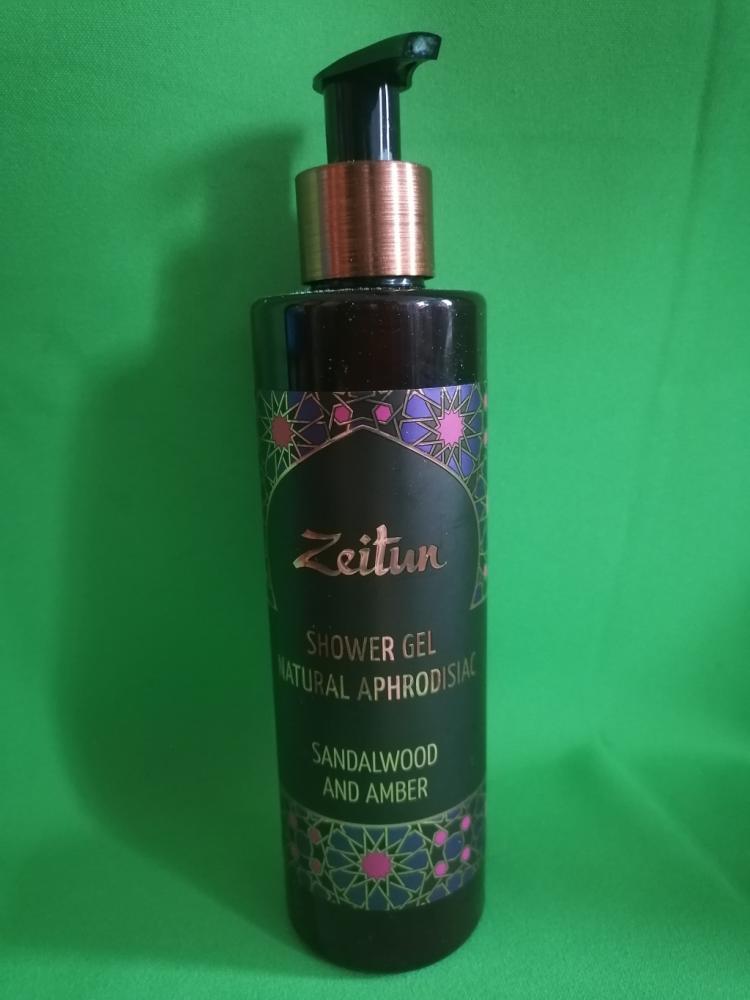 Zeitun
SHOWER GEL
NATURAL APHRODISIAC
SANDALWOOD
AND AMBER